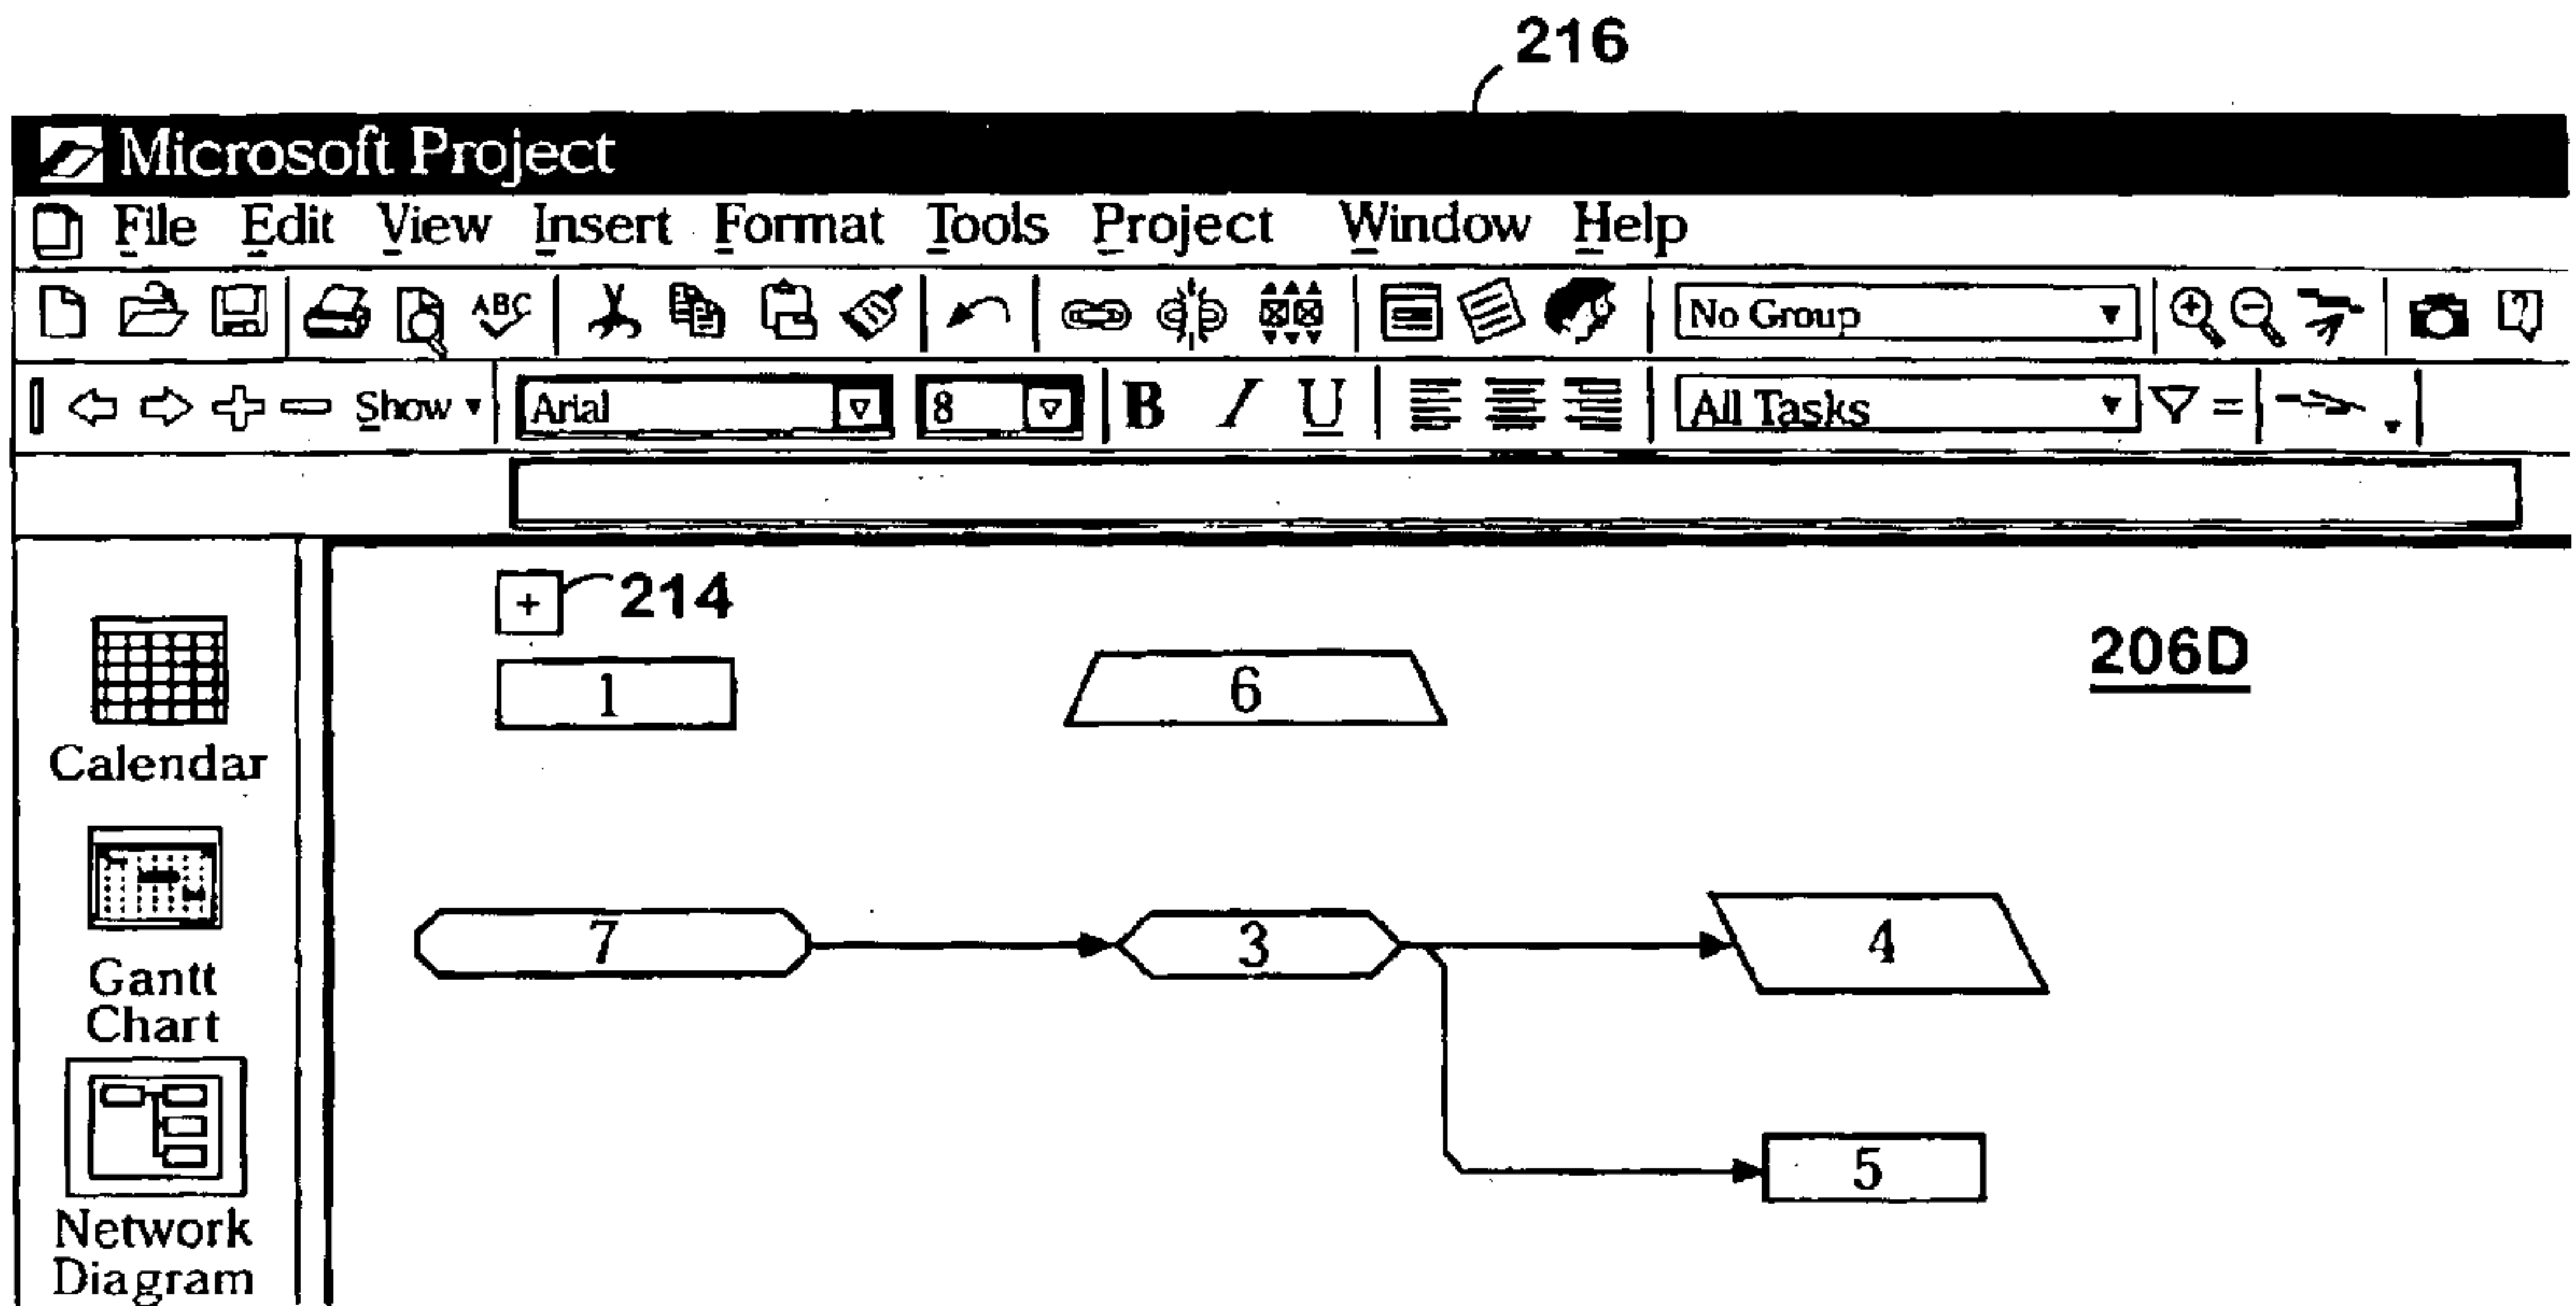 216
Microsoft Project
File Edit View Insert Format Tools Project Window Help
ABC No Group ?
Show Arial 8 B I U All Tasks =
+ 214
206D
1 6
Calendar
7 3 4
Gantt
Chart
5
Network
Diagram